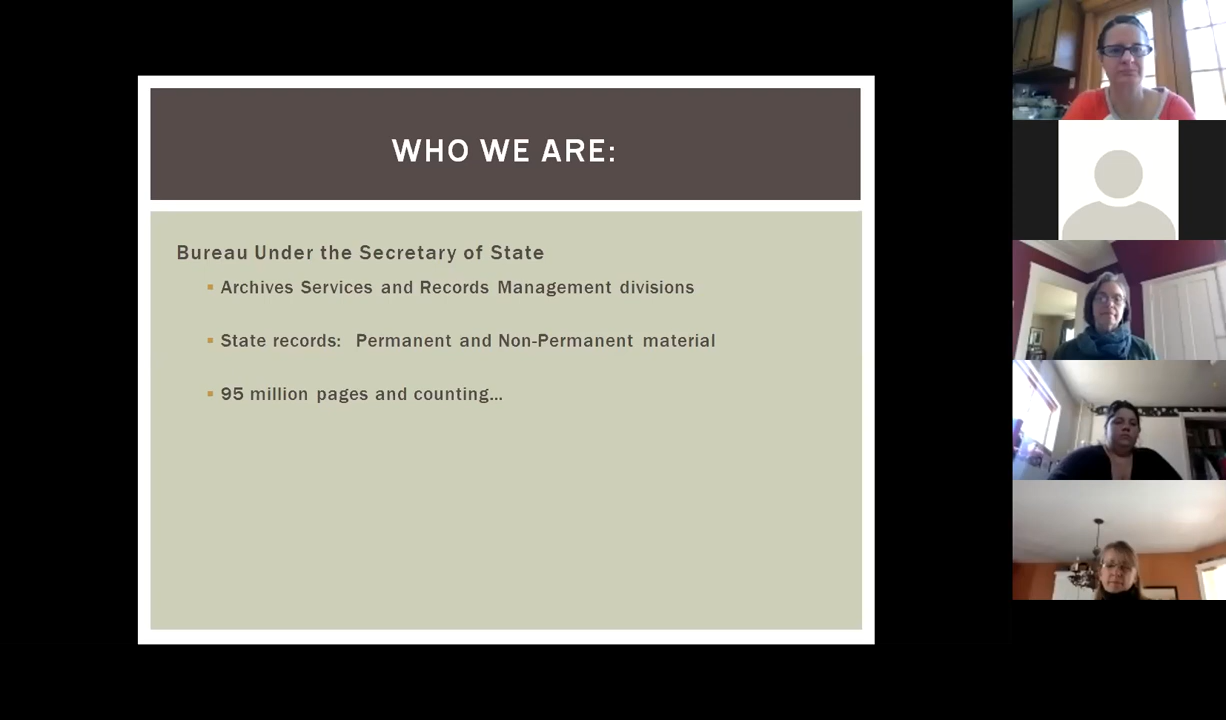 WHO WE ARE:
Bureau Under the Secretary of State
▪ Archives Services and Records Management divisions
▪ State records:  Permanent and Non-Permanent material
▪ 95 million pages and counting…